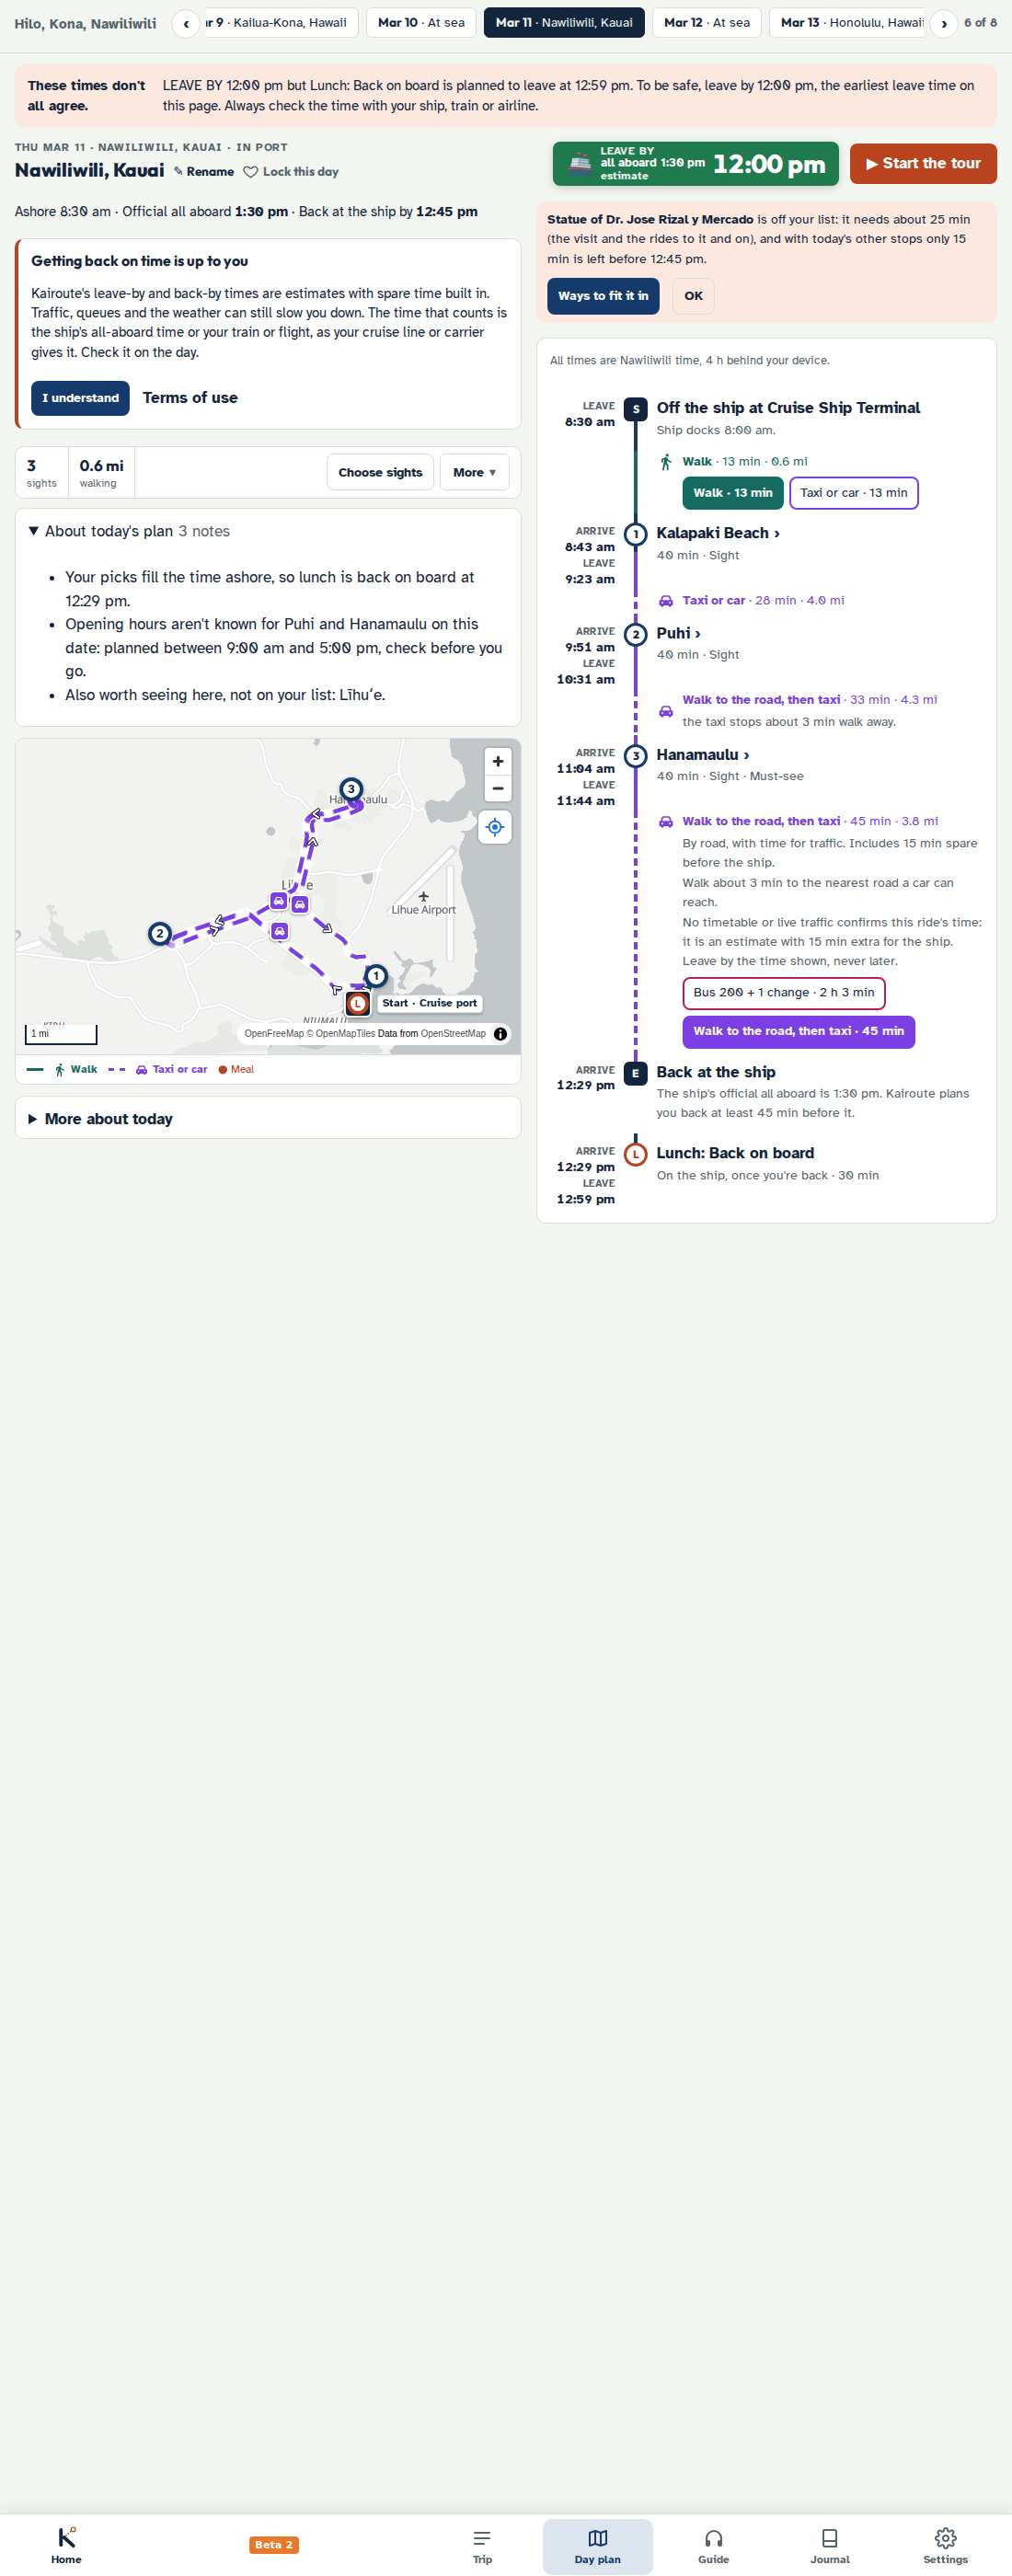 Hilo, Kona, Nawiliwili
‹
ar 9 · Kailua-Kona, Hawaii
Mar 10 · At sea
Mar 11 · Nawiliwili, Kauai
Mar 12 · At sea
Mar 13 · Honolulu, Hawaii
›
6 of 8
These times don't all agree.
LEAVE BY 12:00 pm but Lunch: Back on board is planned to leave at 12:59 pm. To be safe, leave by 12:00 pm, the earliest leave time on
this page. Always check the time with your ship, train or airline.
THU MAR 11 · NAWILIWILI, KAUAI · IN PORT
Nawiliwili, Kauai
✎ Rename
Lock this day
LEAVE BY
all aboard 1:30 pm
estimate
12:00 pm
▶ Start the tour
Ashore 8:30 am · Official all aboard 1:30 pm · Back at the ship by 12:45 pm
Getting back on time is up to you
Kairoute's leave-by and back-by times are estimates with spare time built in.
Traffic, queues and the weather can still slow you down. The time that counts is
the ship's all-aboard time or your train or flight, as your cruise line or carrier
gives it. Check it on the day.
I understand
Terms of use
3
sights
0.6 mi
walking
Choose sights
More ▼
▼ About today's plan 3 notes
• Your picks fill the time ashore, so lunch is back on board at
12:29 pm.
• Opening hours aren't known for Puhi and Hanamaulu on this
date: planned between 9:00 am and 5:00 pm, check before you
go.
• Also worth seeing here, not on your list: Līhuʻe.
+
−
3
2
1
L
Lihue Airport
Start · Cruise port
NIUMALU
1 mi
OpenFreeMap © OpenMapTiles Data from OpenStreetMap
Walk
Taxi or car
Meal
▶ More about today
Statue of Dr. Jose Rizal y Mercado is off your list: it needs about 25 min
(the visit and the rides to it and on), and with today's other stops only 15
min is left before 12:45 pm.
Ways to fit it in
OK
All times are Nawiliwili time, 4 h behind your device.
LEAVE
8:30 am
S
Off the ship at Cruise Ship Terminal
Ship docks 8:00 am.
Walk · 13 min · 0.6 mi
Walk · 13 min
Taxi or car · 13 min
ARRIVE
8:43 am
LEAVE
9:23 am
1
Kalapaki Beach ›
40 min · Sight
Taxi or car · 28 min · 4.0 mi
ARRIVE
9:51 am
LEAVE
10:31 am
2
Puhi ›
40 min · Sight
Walk to the road, then taxi · 33 min · 4.3 mi
the taxi stops about 3 min walk away.
ARRIVE
11:04 am
LEAVE
11:44 am
3
Hanamaulu ›
40 min · Sight · Must-see
Walk to the road, then taxi · 45 min · 3.8 mi
By road, with time for traffic. Includes 15 min spare
before the ship.
Walk about 3 min to the nearest road a car can
reach.
No timetable or live traffic confirms this ride's time:
it is an estimate with 15 min extra for the ship.
Leave by the time shown, never later.
Bus 200 + 1 change · 2 h 3 min
Walk to the road, then taxi · 45 min
ARRIVE
12:29 pm
E
Back at the ship
The ship's official all aboard is 1:30 pm. Kairoute plans
you back at least 45 min before it.
ARRIVE
12:29 pm
LEAVE
12:59 pm
L
Lunch: Back on board
On the ship, once you're back · 30 min
Home
Beta 2
Trip
Day plan
Guide
Journal
Settings